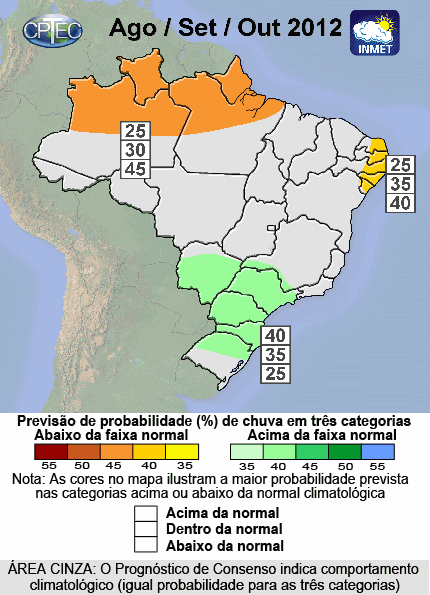 CPTEC
Ago / Set / Out 2012
INMET
25
30
45
25
35
40
40
35
25
Previsão de probabilidade (%) de chuva em três categorias
Abaixo da faixa normal
Acima da faixa normal
55 50 45 40 35
35 40 45 50 55
Nota: As cores no mapa ilustram a maior probabilidade prevista
nas categorias acima ou abaixo da normal climatológica
Acima da normal
Dentro da normal
Abaixo da normal
ÁREA CINZA: O Prognóstico de Consenso indica comportamento
climatológico (igual probabilidade para as três categorias)